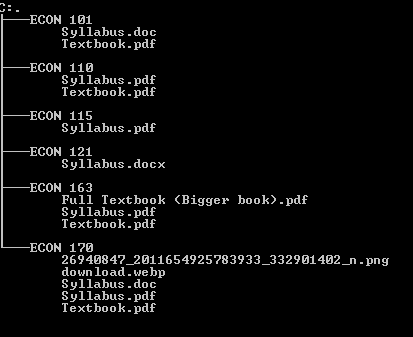 C:.
ECON 101
Syllabus.doc
Textbook.pdf
ECON 110
Syllabus.pdf
Textbook.pdf
ECON 115
Syllabus.pdf
ECON 121
Syllabus.docx
ECON 163
Full Textbook (Bigger book).pdf
Syllabus.pdf
Textbook.pdf
ECON 170
26940847_2011654925783933_332901402_n.png
download.webp
Syllabus.doc
Syllabus.pdf
Textbook.pdf